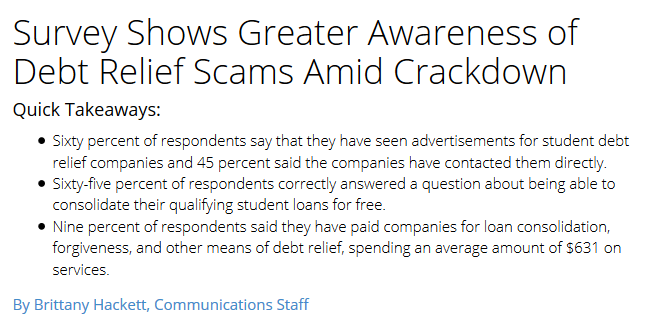 Survey Shows Greater Awareness of
Debt Relief Scams Amid Crackdown
Quick Takeaways:
• Sixty percent of respondents say that they have seen advertisements for student debt
relief companies and 45 percent said the companies have contacted them directly.
• Sixty-five percent of respondents correctly answered a question about being able to
consolidate their qualifying student loans for free.
• Nine percent of respondents said they have paid companies for loan consolidation,
forgiveness, and other means of debt relief, spending an average amount of $631 on
services.
By Brittany Hackett, Communications Staff